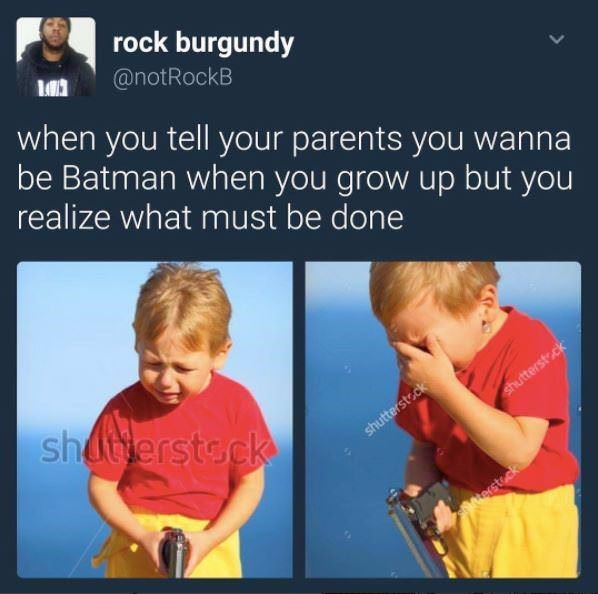 rock burgundy
@notRockB
when you tell your parents you wanna
be Batman when you grow up but you
realize what must be done
shutterstock
shutterstock
shutterstock
shutterstock